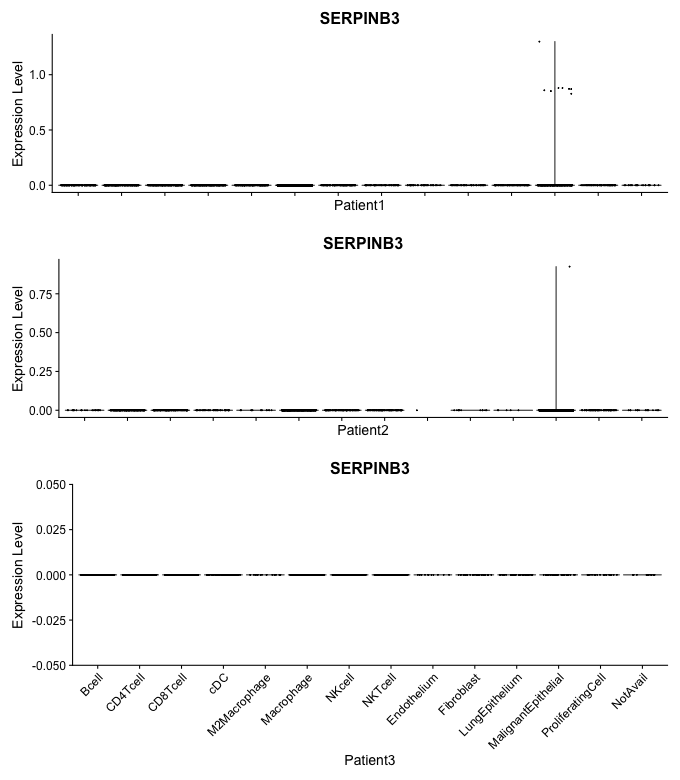 SERPINB3
Expression Level
1.0
0.5
0.0
Patient1
SERPINB3
Expression Level
0.75
0.50
0.25
0.00
Patient2
SERPINB3
Expression Level
0.050
0.025
0.000
-0.025
-0.050
Bcell
CD4Tcell
CD8Tcell
cDC
M2Macrophage
Macrophage
NKcell
NKTcell
Endothelium
Fibroblast
LungEpithelium
MalignantEpithelial
ProliferatingCell
NotAvail
Patient3